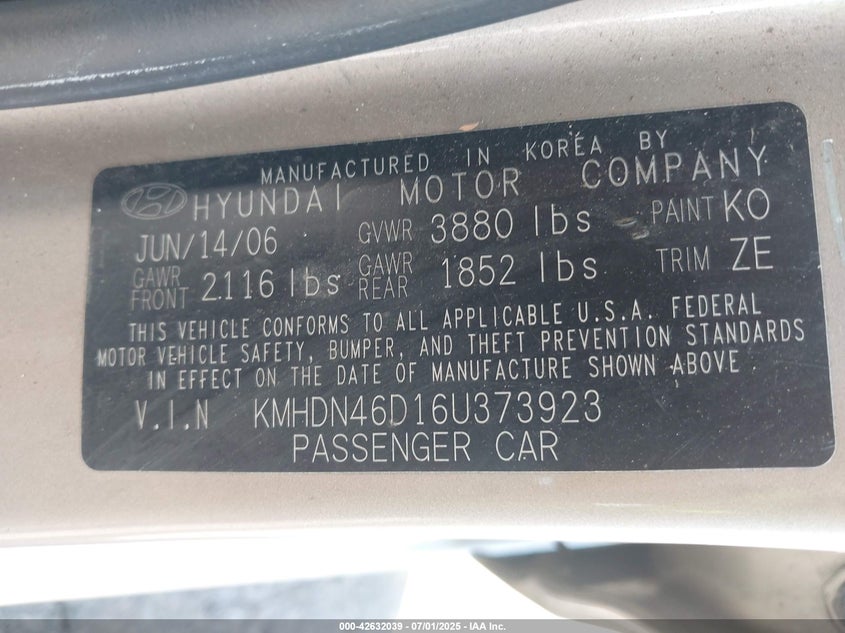 MANUFACTURED IN KOREA BY
HYUNDAI MOTOR COMPANY
JUN/14/06 GVWR 3880 lbs PAINT KO
GAWR FRONT 2116 lbs GAWR REAR 1852 lbs TRIM ZE
THIS VEHICLE CONFORMS TO ALL APPLICABLE U.S.A. FEDERAL
MOTOR VEHICLE SAFETY, BUMPER, AND THEFT PREVENTION STANDARDS
IN EFFECT ON THE DATE OF MANUFACTURE SHOWN ABOVE
V.I.N KMHDN46D16U373923
PASSENGER CAR
000-42632039 - 07/01/2025 - IAA Inc.